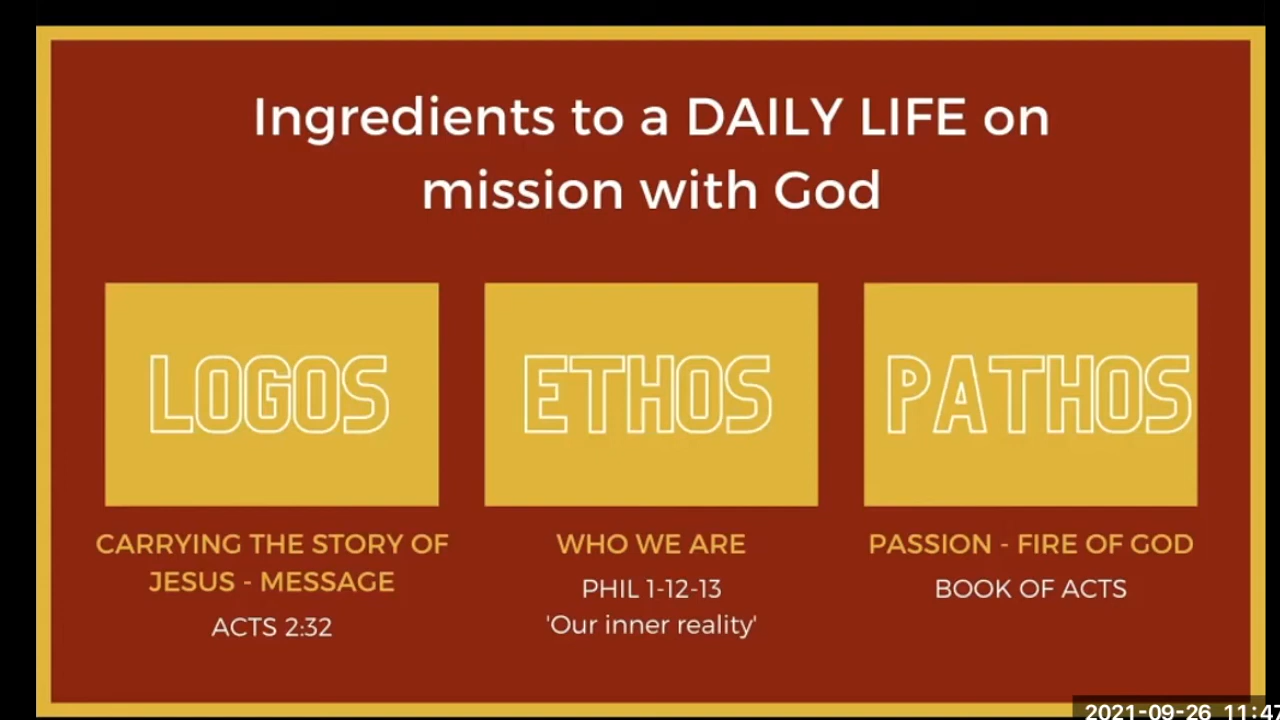 Ingredients to a DAILY LIFE on
mission with God
LOGOS
ETHOS
PATHOS
CARRYING THE STORY OF
JESUS - MESSAGE
ACTS 2:32
WHO WE ARE
PHIL 1-12-13
'Our inner reality'
PASSION - FIRE OF GOD
BOOK OF ACTS
2021-09-26 11:4